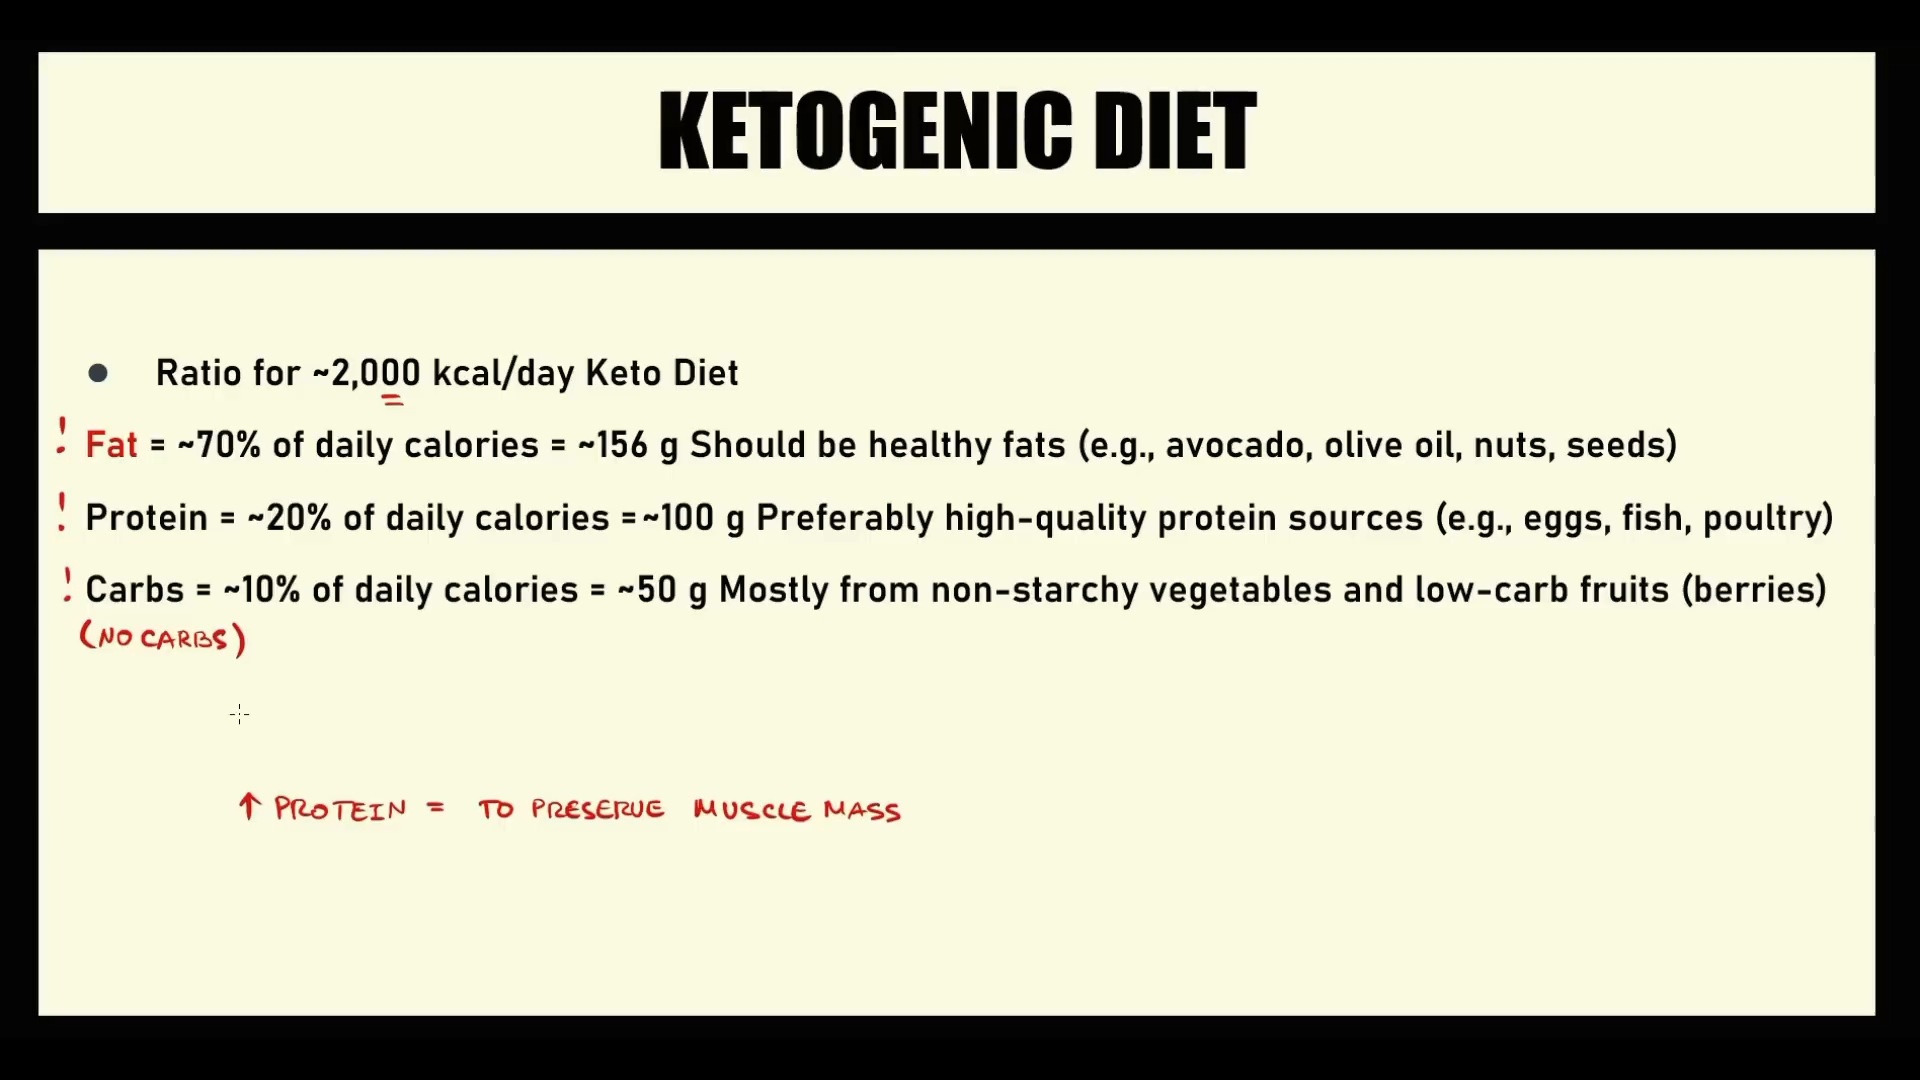 KETOGENIC DIET
● Ratio for ~2,000 kcal/day Keto Diet
! Fat = ~70% of daily calories = ~156 g Should be healthy fats (e.g., avocado, olive oil, nuts, seeds)
! Protein = ~20% of daily calories =~100 g Preferably high-quality protein sources (e.g., eggs, fish, poultry)
! Carbs = ~10% of daily calories = ~50 g Mostly from non-starchy vegetables and low-carb fruits (berries)
(NO CARBS)
↑ PROTEIN = TO PRESERVE MUSCLE MASS